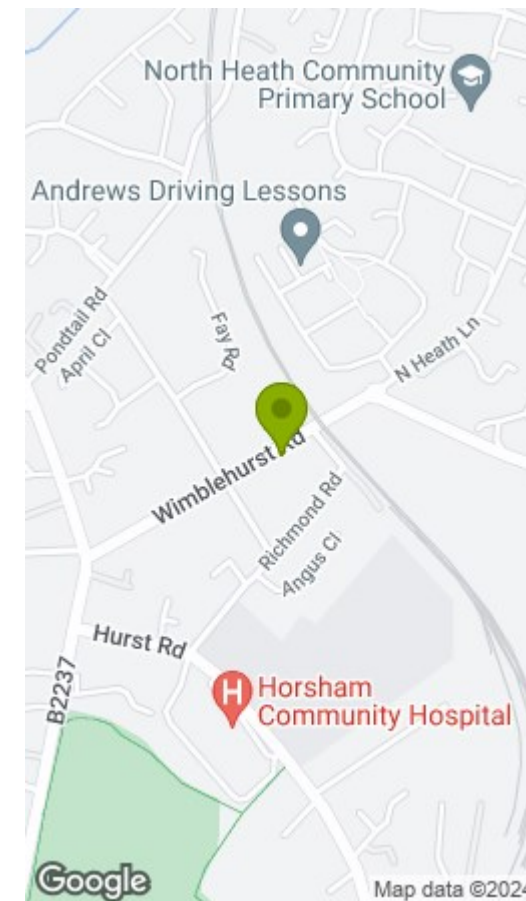 North Heath Community
Primary School
Andrews Driving Lessons
Pondtail Rd
April Cl
Fay Rd
N Heath Ln
Wimblehurst Rd
Richmond Rd
Angus Cl
Hurst Rd
B2237
H
Horsham
Community Hospital
Google
Map data ©2024